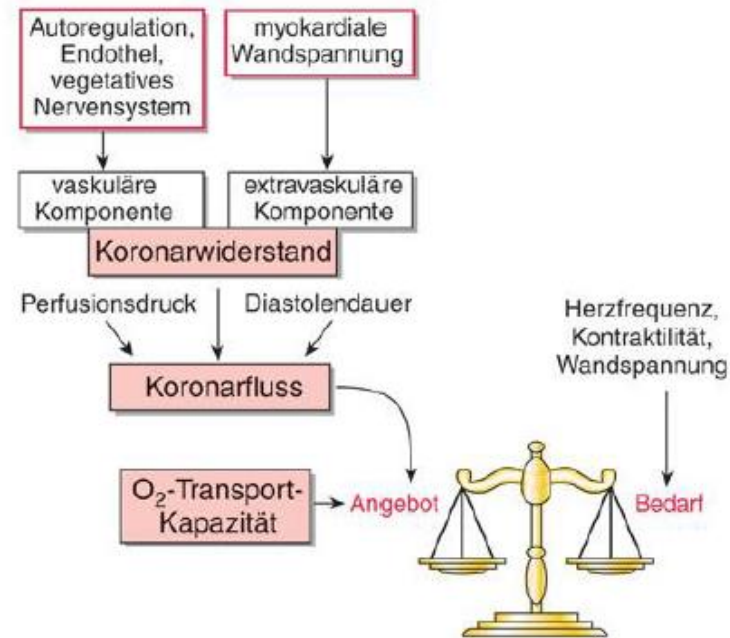 Autoregulation,
Endothel,
vegetatives
Nervensystem
myokardiale
Wandspannung
vaskuläre
Komponente
extravaskuläre
Komponente
Koronarwiderstand
Perfusionsdruck
Diastolendauer
Koronarfluss
Herzfrequenz,
Kontraktilität,
Wandspannung
O₂-Transport-
Kapazität
Angebot
Bedarf